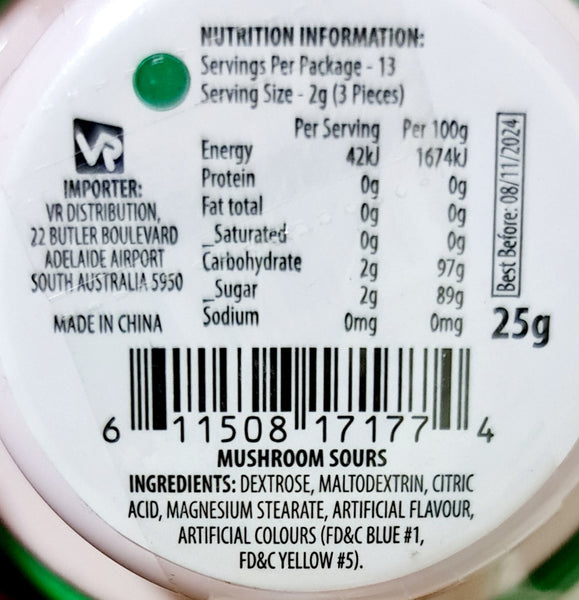 NUTRITION INFORMATION:
Servings Per Package - 13
Serving Size - 2g (3 Pieces)
Per Serving Per 100g
Energy 42kJ 1674kJ
Protein 0g 0g
Fat total 0g 0g
_Saturated 0g 0g
Carbohydrate 2g 97g
_Sugar 2g 89g
Sodium 0mg 0mg
VR
IMPORTER:
VR DISTRIBUTION,
22 BUTLER BOULEVARD
ADELAIDE AIRPORT
SOUTH AUSTRALIA 5950
MADE IN CHINA
Best Before: 08/11/2024
25g
6 11508 17177 4
MUSHROOM SOURS
INGREDIENTS: DEXTROSE, MALTODEXTRIN, CITRIC
ACID, MAGNESIUM STEARATE, ARTIFICIAL FLAVOUR,
ARTIFICIAL COLOURS (FD&C BLUE #1,
FD&C YELLOW #5).